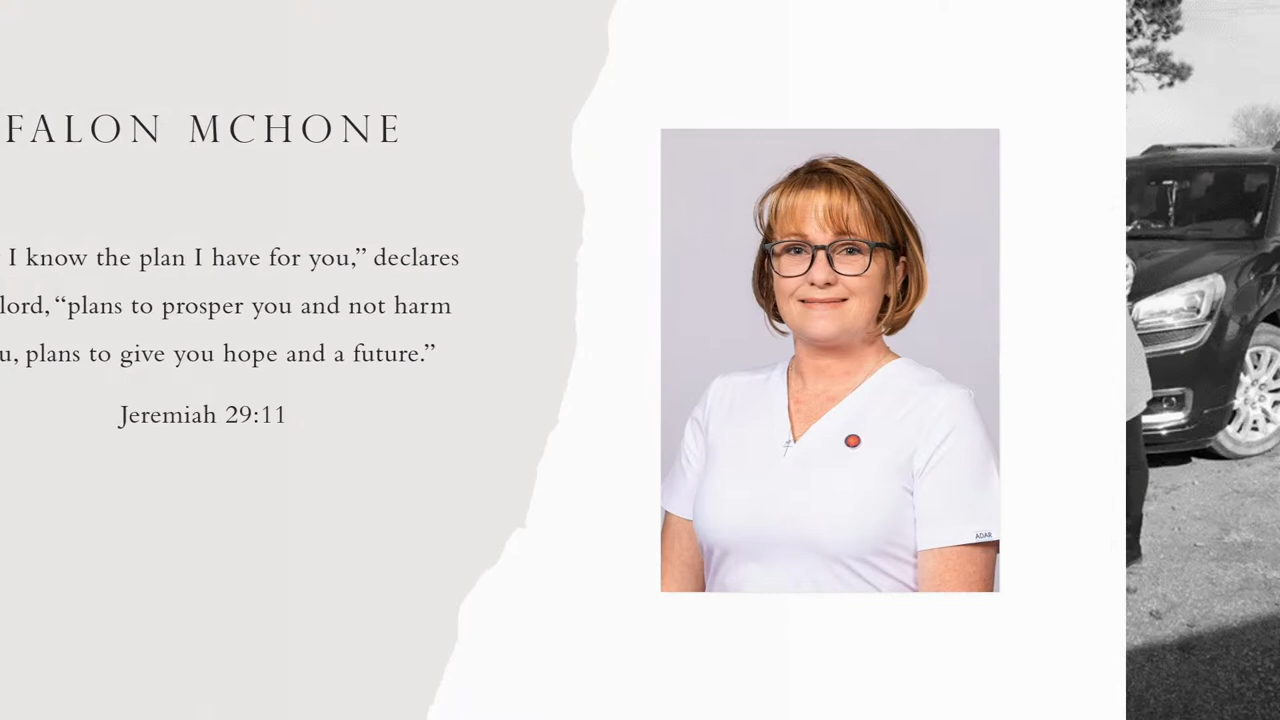 FALON MCHONE
I know the plan I have for you,” declares
lord, “plans to prosper you and not harm
u, plans to give you hope and a future.”
Jeremiah 29:11
ADAR